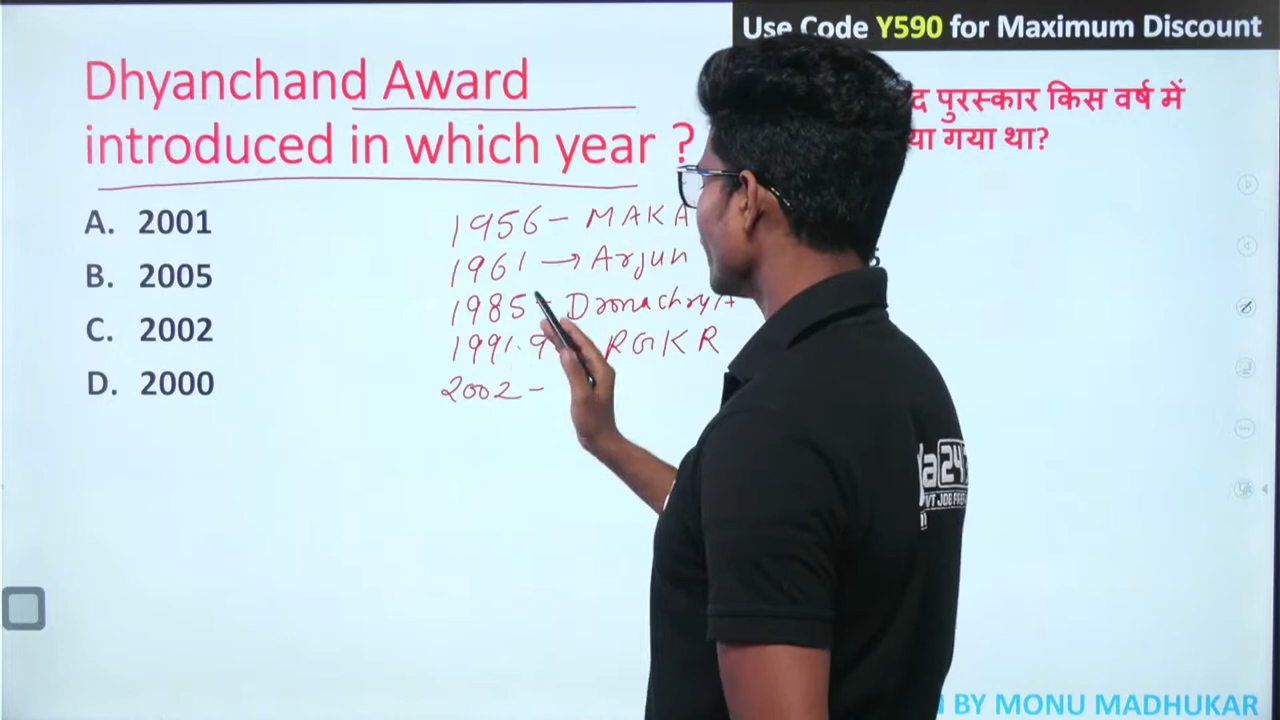 Use Code Y590 for Maximum Discount
Dhyanchand Award
introduced in which year ?
पुरस्कार किस वर्ष में
गया था?
A. 2001
B. 2005
C. 2002
D. 2000
1956 - MAKA
1961 → Arjun
1985 -
RGKR
2002 -
BY MONU MADHUKAR